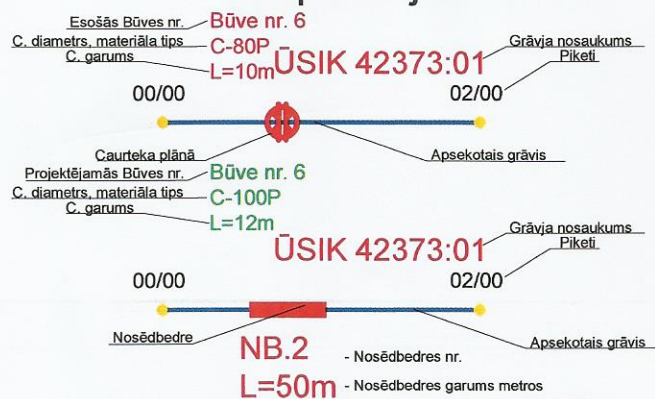 Esošās Būves nr. Būve nr. 6
C. diametrs, materiāla tips C-80P
C. garums L=10m
ŪSIK 42373:01 Grāvja nosaukums
Piketi
00/00 02/00
Caurteka plānā Apsekotais grāvis
Projektējamās Būves nr. Būve nr. 6
C. diametrs, materiāla tips C-100P
C. garums L=12m
ŪSIK 42373:01 Grāvja nosaukums
Piketi
00/00 02/00
Nosēdbedre Apsekotais grāvis
NB.2 - Nosēdbedres nr.
L=50m - Nosēdbedres garums metros